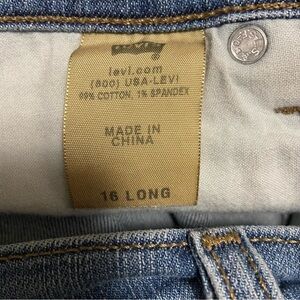 levi.com
(800) USA-LEVI
99% COTTON, 1% SPANDEX
MADE IN
CHINA
16 LONG